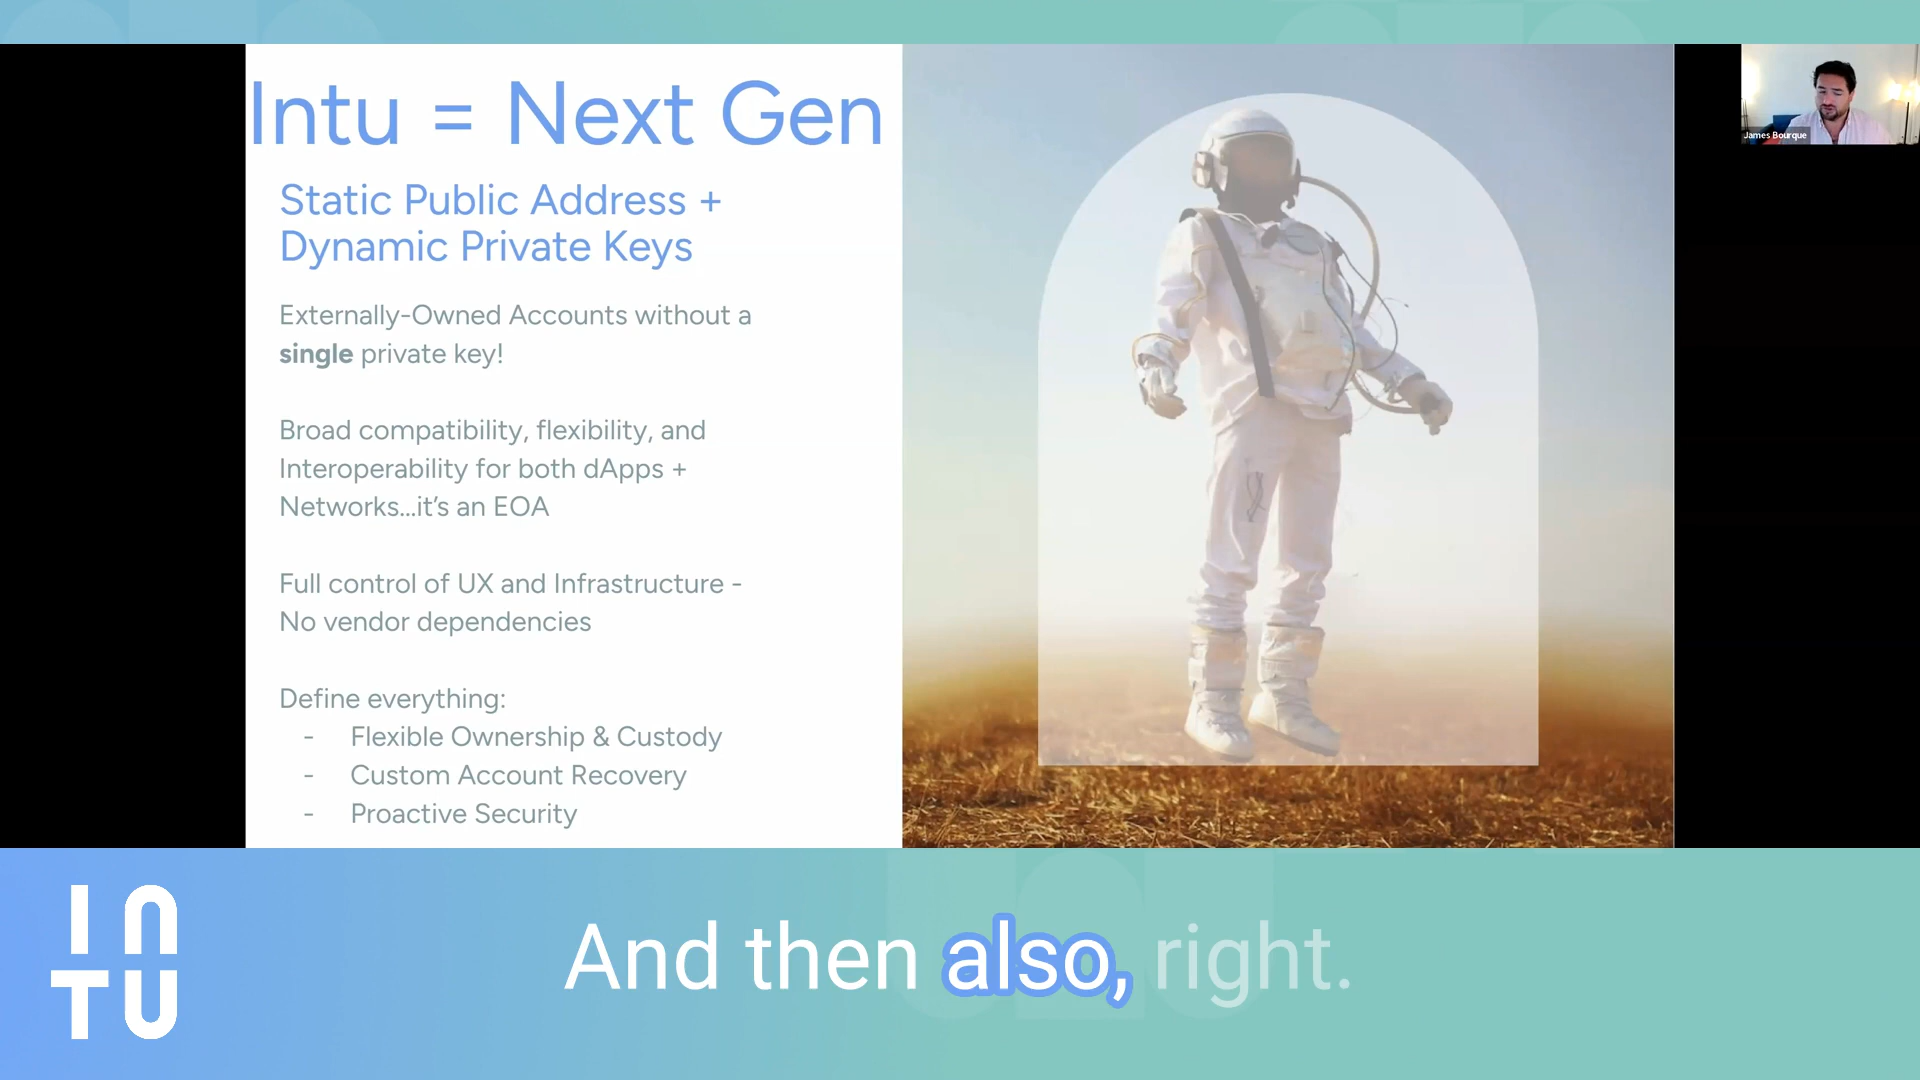 Intu = Next Gen
Static Public Address +
Dynamic Private Keys
Externally-Owned Accounts without a
single private key!
Broad compatibility, flexibility, and
Interoperability for both dApps +
Networks...it's an EOA
Full control of UX and Infrastructure -
No vendor dependencies
Define everything:
- Flexible Ownership & Custody
- Custom Account Recovery
- Proactive Security
James Bourque
INTU
And then also, right.